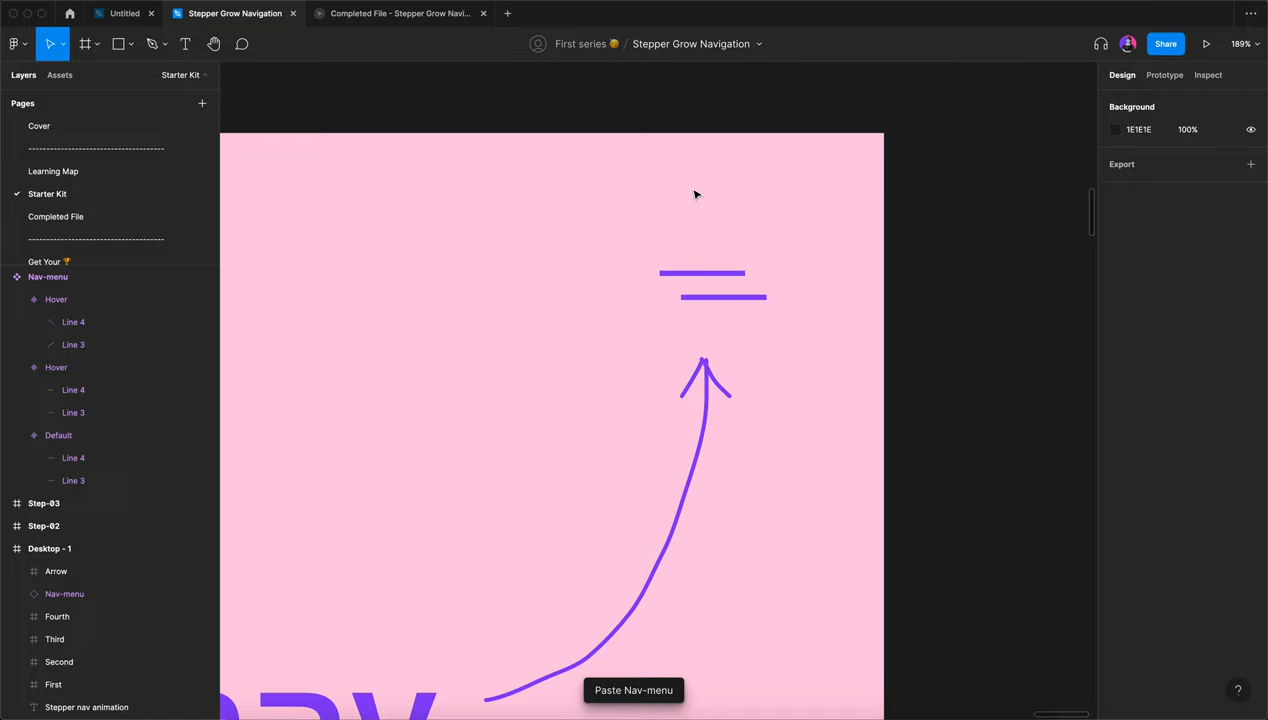 Untitled
Stepper Grow Navigation
Completed File - Stepper Grow Navi...
First series 🤓 / Stepper Grow Navigation
Share
189%
Layers
Assets
Starter Kit
Design
Prototype
Inspect
Pages
Cover
--------------------------------------
Learning Map
Starter Kit
Completed File
--------------------------------------
Get Your 🏆
Nav-menu
Hover
Line 4
Line 3
Hover
Line 4
Line 3
Default
Line 4
Line 3
Step-03
Step-02
Desktop - 1
Arrow
Nav-menu
Fourth
Third
Second
First
Stepper nav animation
Background
1E1E1E
100%
Export
Paste Nav-menu
?